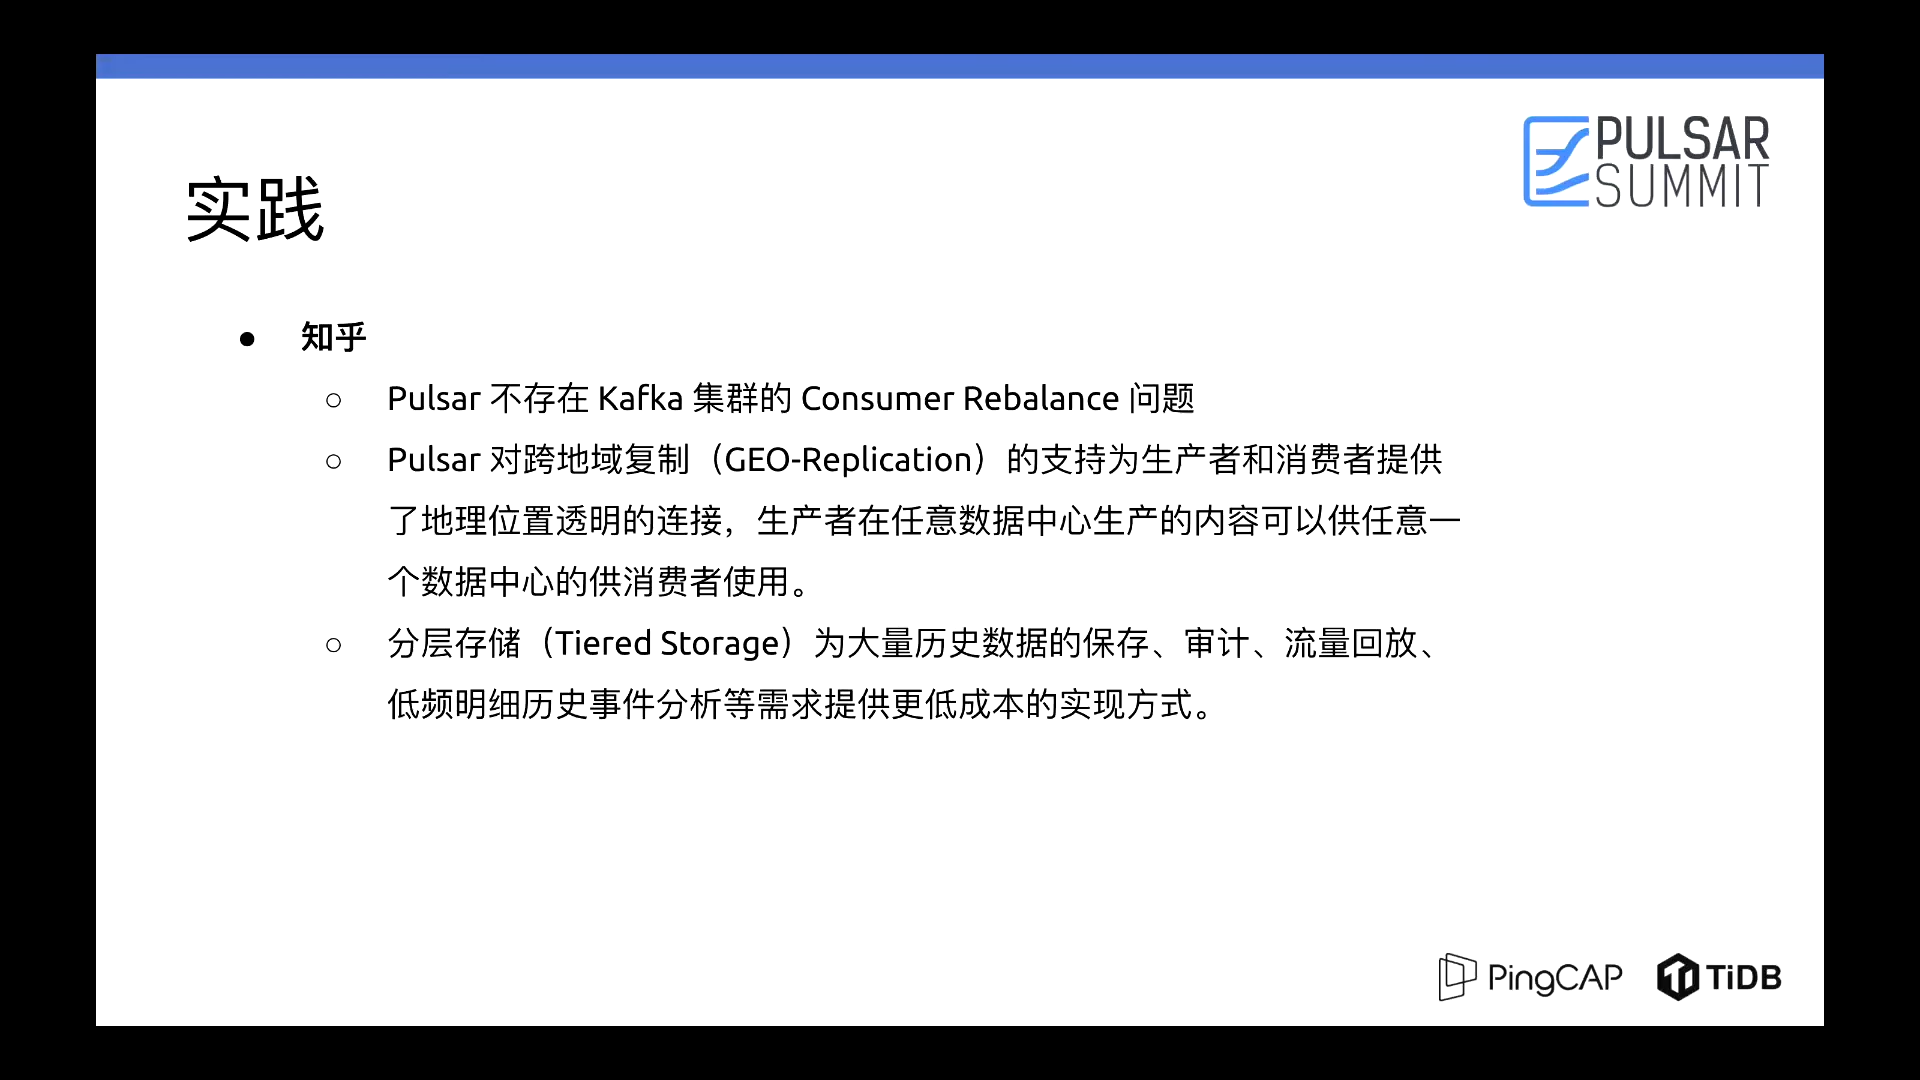 PULSAR
SUMMIT
实践
● 知乎
○ Pulsar 不存在 Kafka 集群的 Consumer Rebalance 问题
○ Pulsar 对跨地域复制（GEO-Replication）的支持为生产者和消费者提供
了地理位置透明的连接，生产者在任意数据中心生产的内容可以供任意一
个数据中心的供消费者使用。
○ 分层存储（Tiered Storage）为大量历史数据的保存、审计、流量回放、
低频明细历史事件分析等需求提供更低成本的实现方式。
PingCAP TiDB